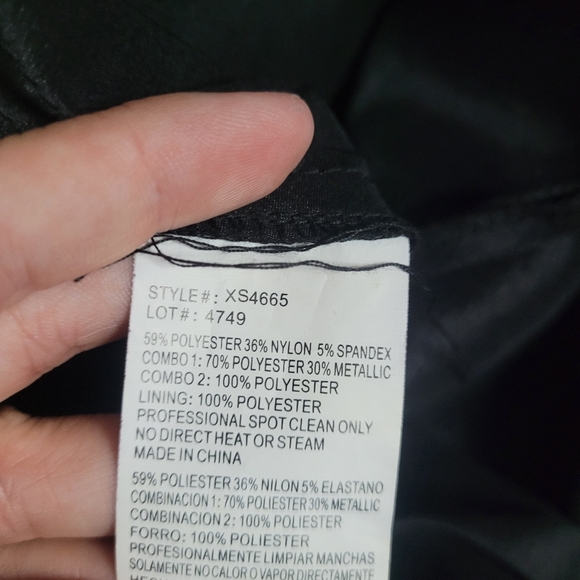 STYLE#: XS4665
LOT#: 4749
59% POLYESTER 36% NYLON 5% SPANDEX
COMBO 1: 70% POLYESTER 30% METALLIC
COMBO 2: 100% POLYESTER
LINING: 100% POLYESTER
PROFESSIONAL SPOT CLEAN ONLY
NO DIRECT HEAT OR STEAM
MADE IN CHINA
59% POLIESTER 36% NILON 5% ELASTANO
COMBINACION 1: 70% POLIESTER 30% METALLIC
COMBINACION 2: 100% POLIESTER
FORRO: 100% POLIESTER
PROFESIONALMENTE LIMPIAR MANCHAS
SOLAMENTE NO CALOR O VAPOR DIRECTAMENTE